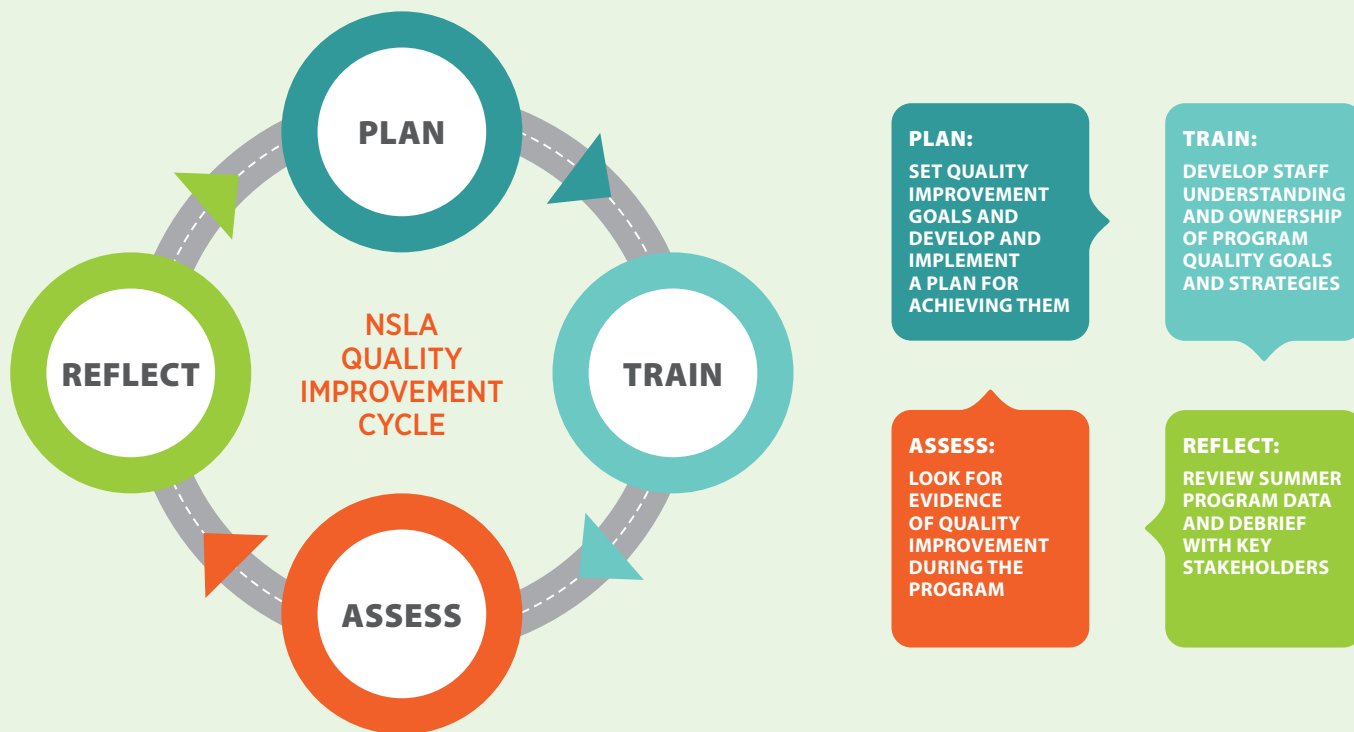 PLAN
TRAIN
ASSESS
REFLECT
NSLA
QUALITY
IMPROVEMENT
CYCLE
PLAN:
SET QUALITY
IMPROVEMENT
GOALS AND
DEVELOP AND
IMPLEMENT
A PLAN FOR
ACHIEVING THEM
TRAIN:
DEVELOP STAFF
UNDERSTANDING
AND OWNERSHIP
OF PROGRAM
QUALITY GOALS
AND STRATEGIES
ASSESS:
LOOK FOR
EVIDENCE
OF QUALITY
IMPROVEMENT
DURING THE
PROGRAM
REFLECT:
REVIEW SUMMER
PROGRAM DATA
AND DEBRIEF
WITH KEY
STAKEHOLDERS